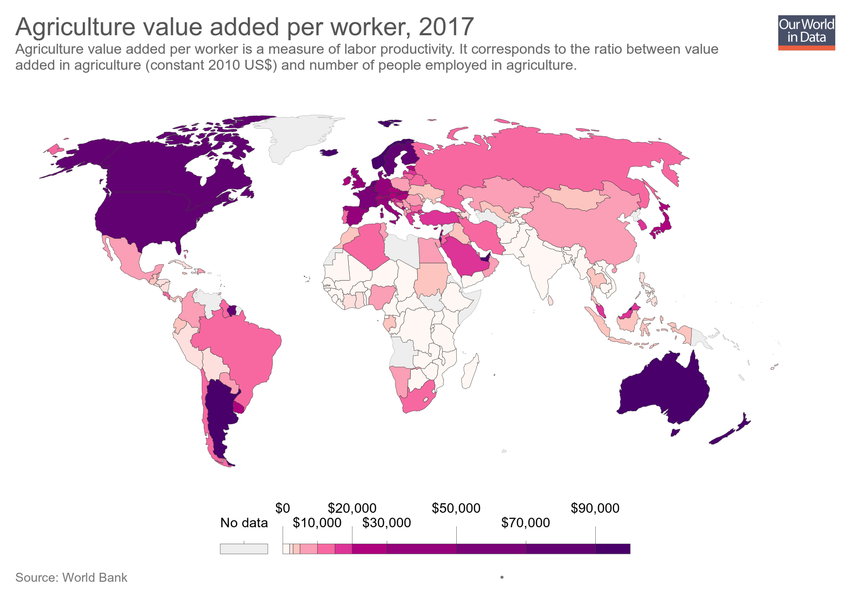 Agriculture value added per worker, 2017
Our World
in Data
Agriculture value added per worker is a measure of labor productivity. It corresponds to the ratio between value
added in agriculture (constant 2010 US$) and number of people employed in agriculture.
$0 $20,000 $50,000 $90,000
No data $10,000 $30,000 $70,000
Source: World Bank